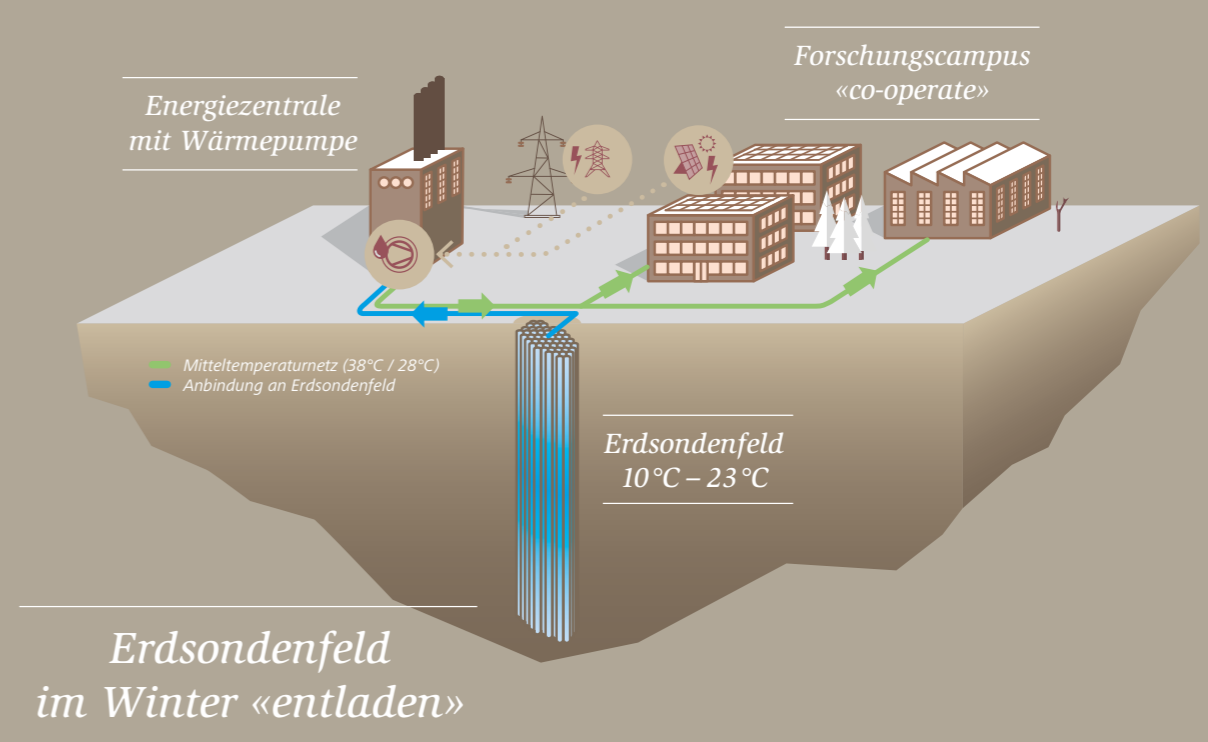 Energiezentrale
mit Wärmepumpe
Forschungscampus
«co-operate»
Mitteltemperaturnetz (38°C / 28°C)
Anbindung an Erdsondenfeld
Erdsondenfeld
10°C – 23°C
Erdsondenfeld
im Winter «entladen»